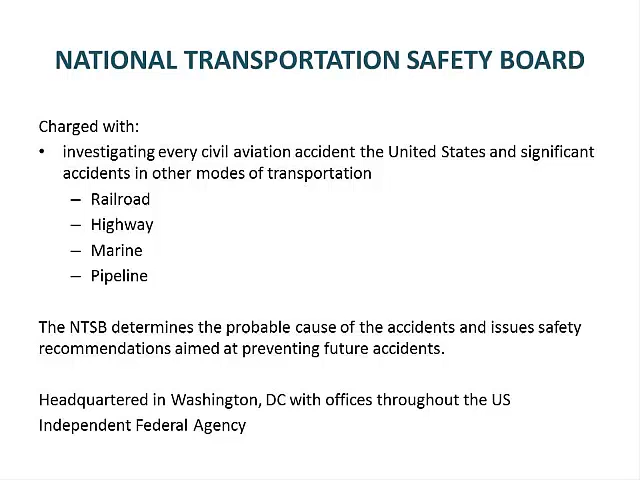 NATIONAL TRANSPORTATION SAFETY BOARD
Charged with:
• investigating every civil aviation accident the United States and significant
accidents in other modes of transportation
– Railroad
– Highway
– Marine
– Pipeline
The NTSB determines the probable cause of the accidents and issues safety
recommendations aimed at preventing future accidents.
Headquartered in Washington, DC with offices throughout the US
Independent Federal Agency